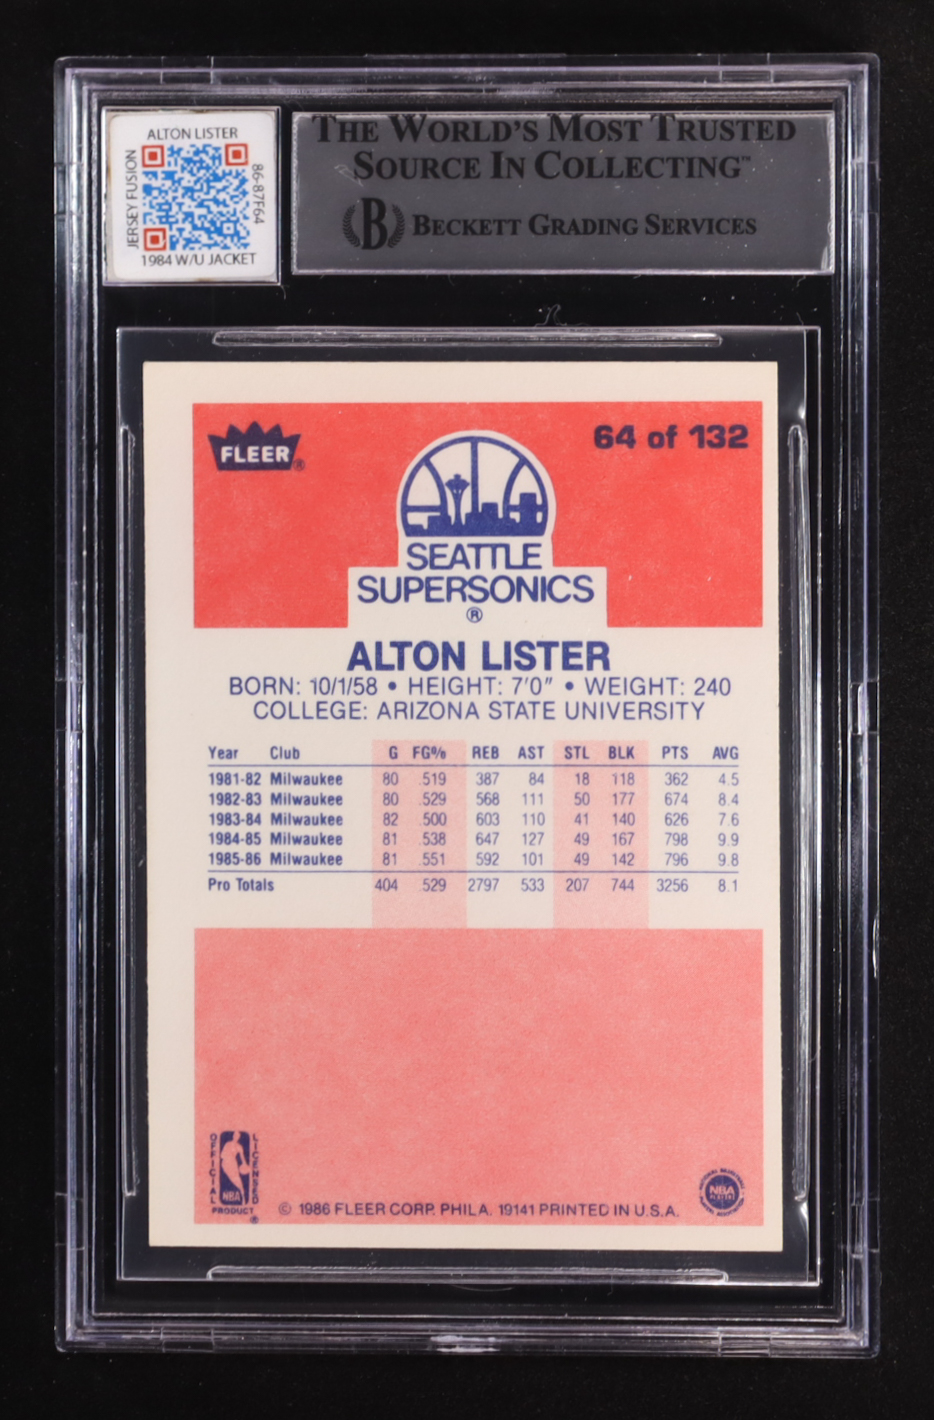 ALTON LISTER
JERSEY FUSION
86-87F64
1984 W/U JACKET
THE WORLD'S MOST TRUSTED
SOURCE IN COLLECTING™
B BECKETT GRADING SERVICES
FLEER®
64 of 132
SEATTLE
SUPERSONICS
®
ALTON LISTER
BORN: 10/1/58 • HEIGHT: 7'0" • WEIGHT: 240
COLLEGE: ARIZONA STATE UNIVERSITY
Year Club G FG% REB AST STL BLK PTS AVG
1981-82 Milwaukee 80 .519 387 84 18 118 362 4.5
1982-83 Milwaukee 80 .529 568 111 50 177 674 8.4
1983-84 Milwaukee 82 .500 603 110 41 140 626 7.6
1984-85 Milwaukee 81 .538 647 127 49 167 798 9.9
1985-86 Milwaukee 81 .551 592 101 49 142 796 9.8
Pro Totals 404 .529 2797 533 207 744 3256 8.1
OFFICIAL
LICENSED
NBA
PRODUCT
®
© 1986 FLEER CORP. PHILA. 19141 PRINTED IN U.S.A.
NBA
PLAYERS